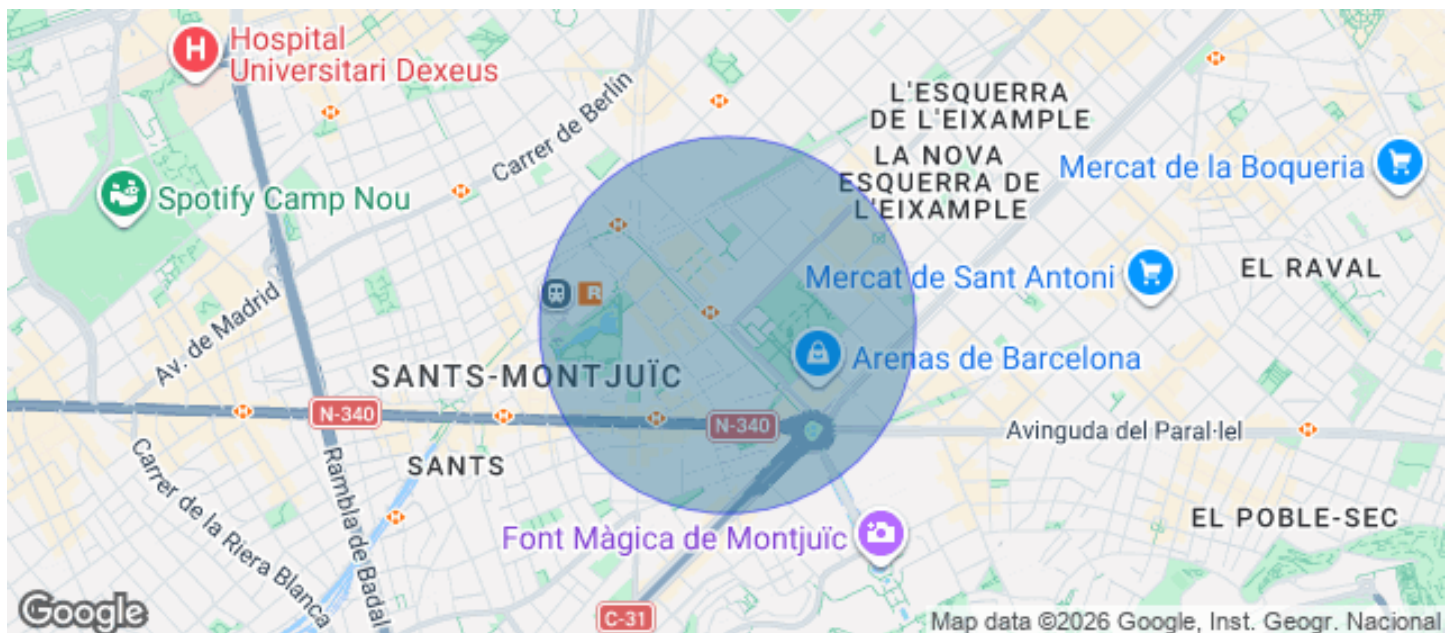 Hospital
Universitari Dexeus
Carrer de Berlín
L'ESQUERRA
DE L'EIXAMPLE
LA NOVA
ESQUERRA DE
L'EIXAMPLE
Mercat de la Boqueria
Spotify Camp Nou
Mercat de Sant Antoni
EL RAVAL
R
Av. de Madrid
Arenas de Barcelona
SANTS-MONTJUÏC
N-340
N-340
Avinguda del Paral·lel
SANTS
Carrer de la Riera Blanca
Rambla de Badal
EL POBLE-SEC
Font Màgica de Montjuïc
C-31
Google
Map data ©2026 Google, Inst. Geogr. Nacional